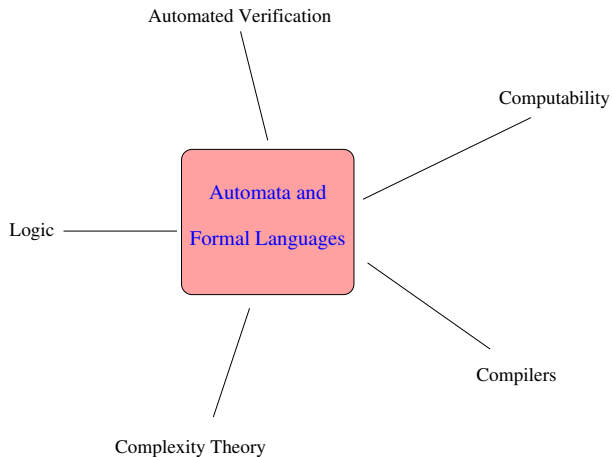 Automated Verification
Computability
Automata and
Formal Languages
Logic
Compilers
Complexity Theory